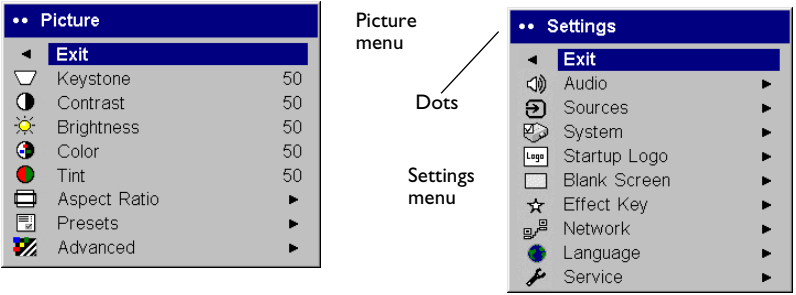 •• Picture
Exit
Keystone 50
Contrast 50
Brightness 50
Color 50
Tint 50
Aspect Ratio
Presets
Advanced
Picture
menu
Dots
Settings
menu
•• Settings
Exit
Audio
Sources
System
Logo Startup Logo
Blank Screen
Effect Key
Network
Language
Service